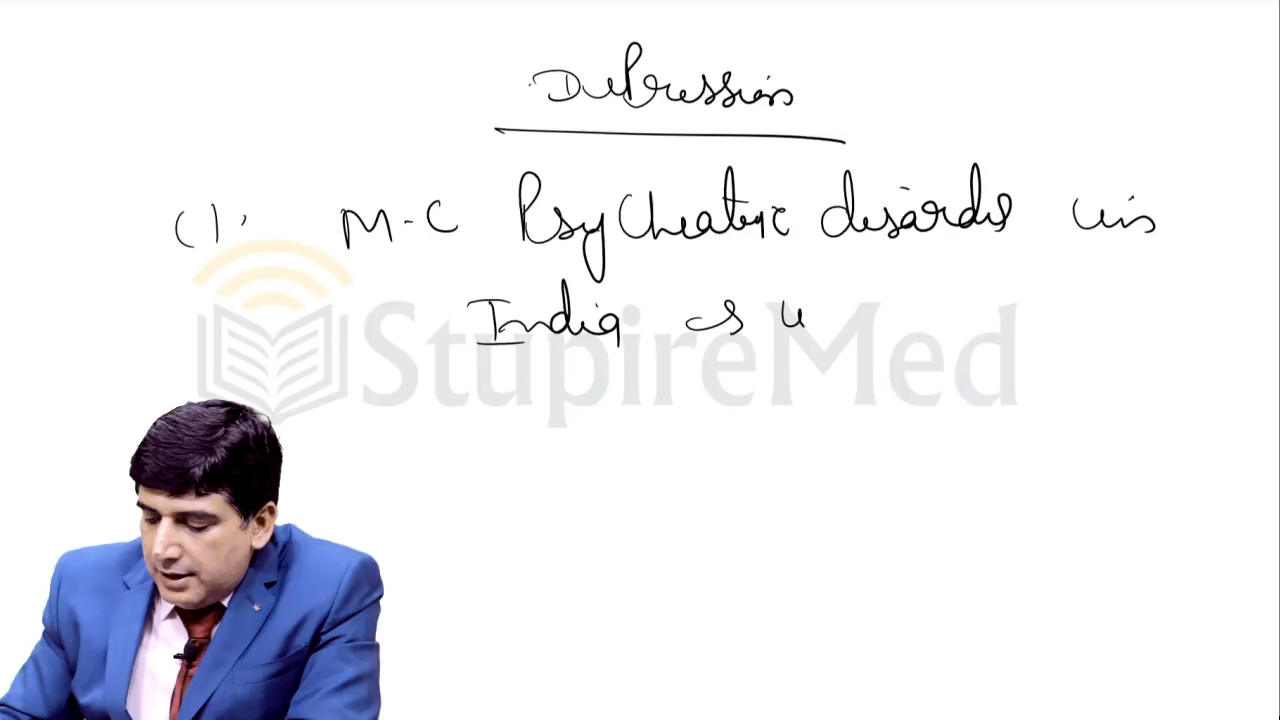 Depression
(1). M-C Psychiatric disorder in
India is
StupireMed